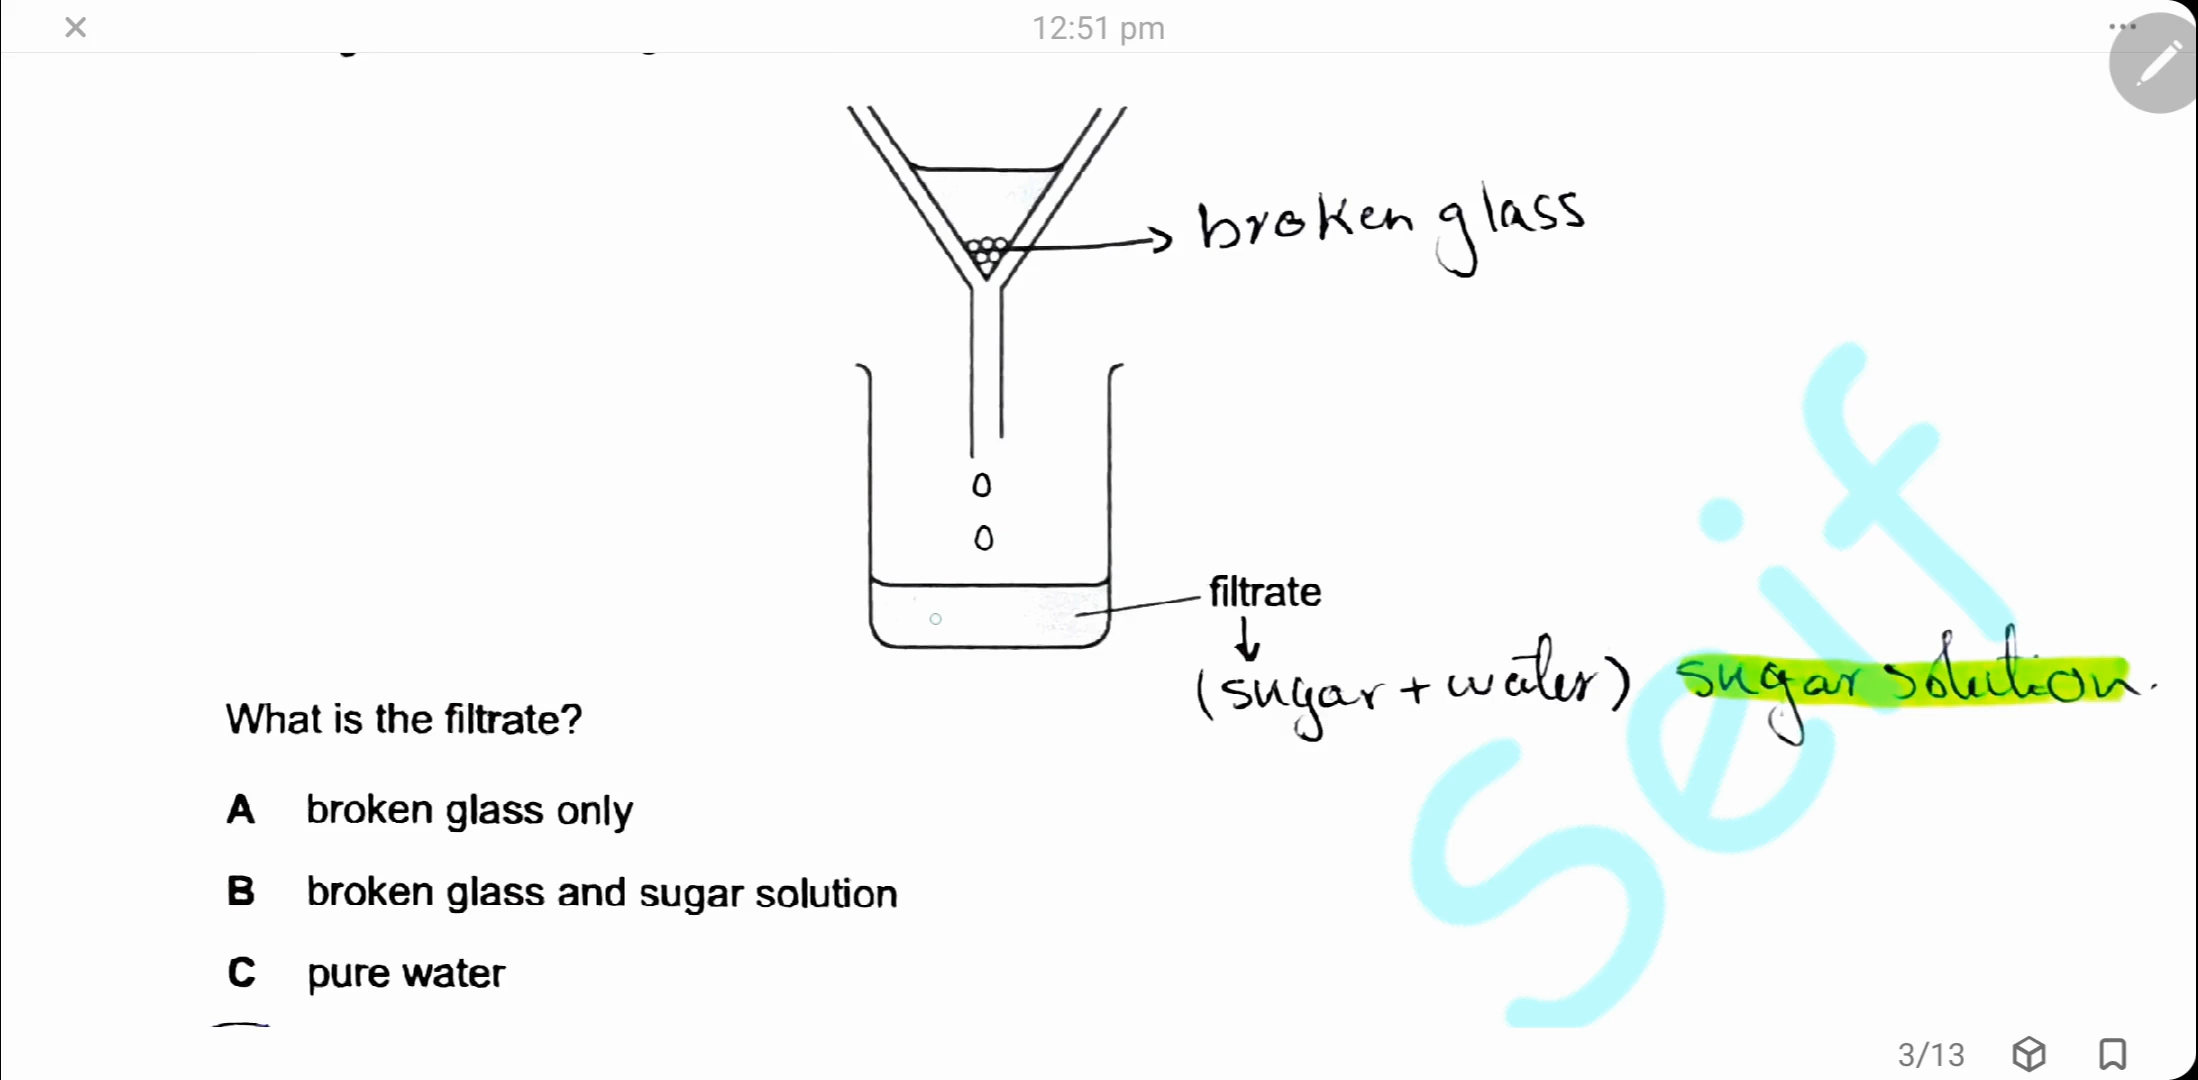 12:51 pm
broken glass
filtrate
(sugar + water) sugar solution.
What is the filtrate?
A broken glass only
B broken glass and sugar solution
C pure water
Seif
3/13